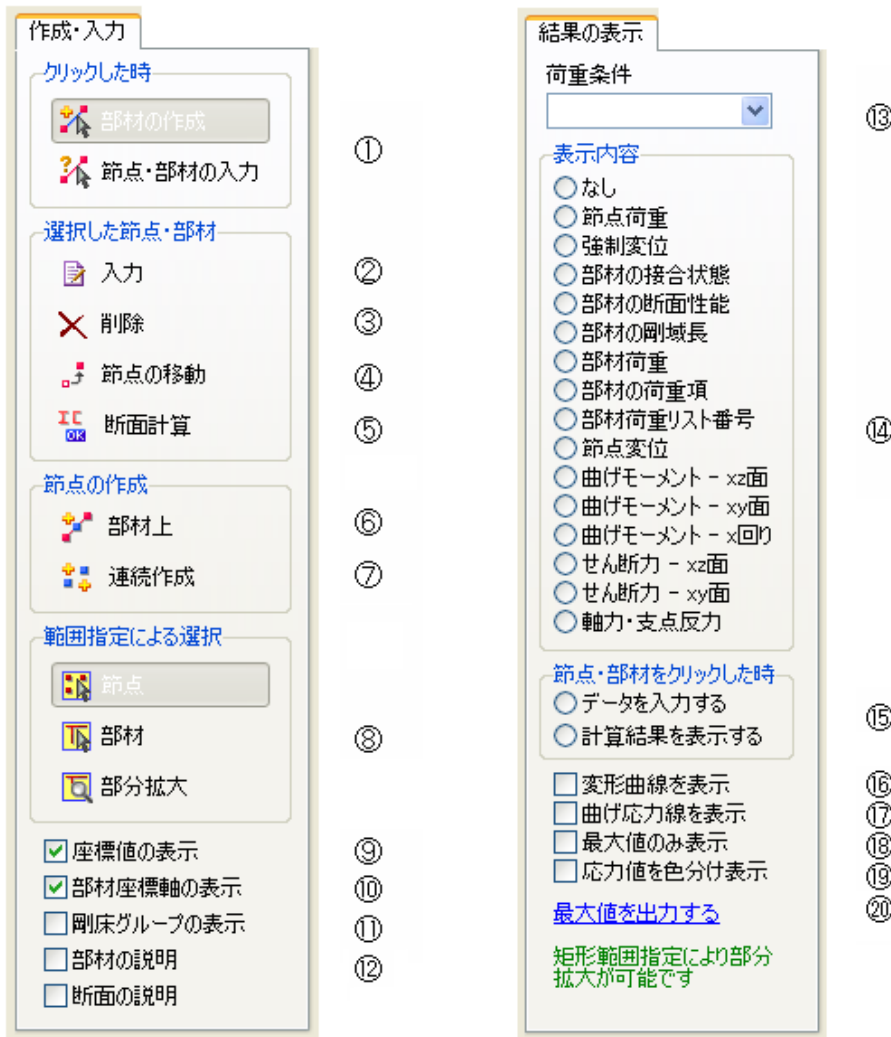 作成・入力
クリックした時
部材の作成
①
節点・部材の入力
選択した節点・部材
入力
②
削除
③
節点の移動
④
断面計算
⑤
節点の作成
部材上
⑥
連続作成
⑦
範囲指定による選択
節点
部材
⑧
部分拡大
座標値の表示
⑨
部材座標軸の表示
⑩
剛床グループの表示
⑪
部材の説明
⑫
断面の説明
結果の表示
荷重条件
⑬
表示内容
なし
節点荷重
強制変位
部材の接合状態
部材の断面性能
部材の剛域長
部材荷重
部材の荷重項
部材荷重リスト番号
⑭
節点変位
曲げモーメント - xz面
曲げモーメント - xy面
曲げモーメント - x回り
せん断力 - xz面
せん断力 - xy面
軸力・支点反力
節点・部材をクリックした時
データを入力する
⑮
計算結果を表示する
変形曲線を表示
⑯
曲げ応力線を表示
⑰
最大値のみ表示
⑱
応力値を色分け表示
⑲
最大値を出力する
⑳
矩形範囲指定により部分
拡大が可能です